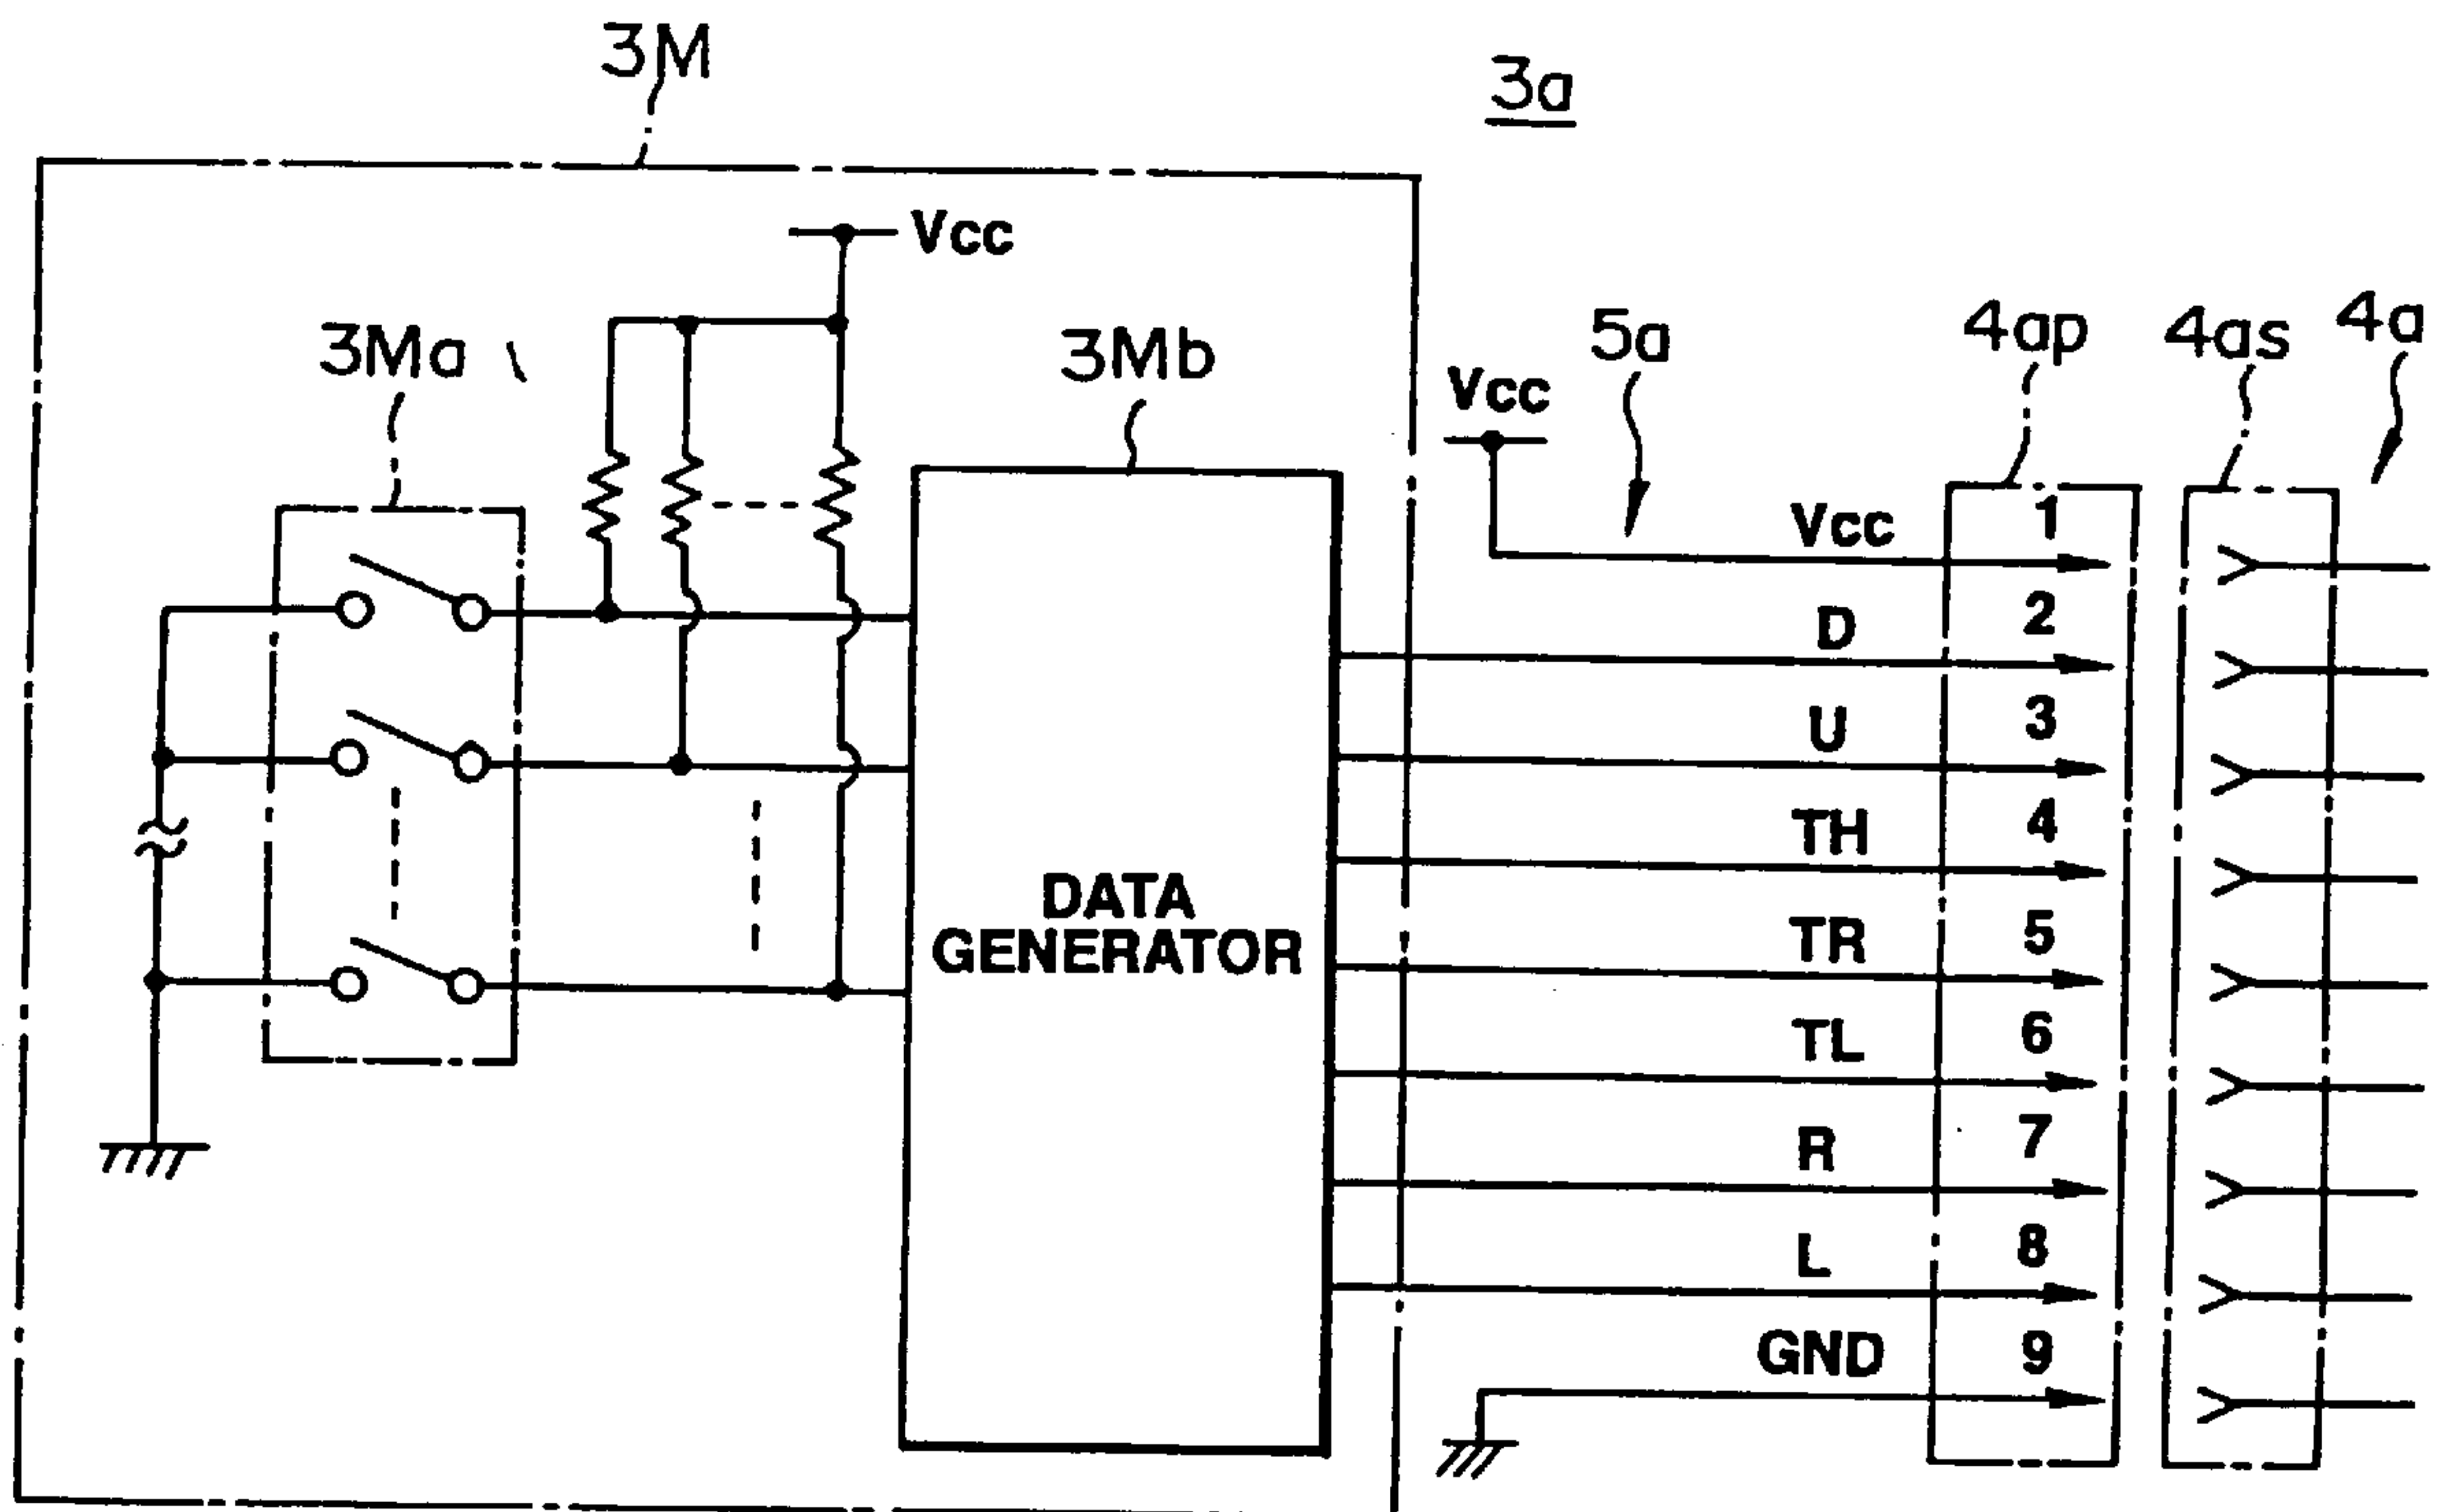 3M
3a
Vcc
3Ma
3Mb
5a
4ap
4as
4a
Vcc
Vcc
1
D
2
U
3
TH
4
DATA
GENERATOR
TR
5
TL
6
R
7
L
8
GND
9